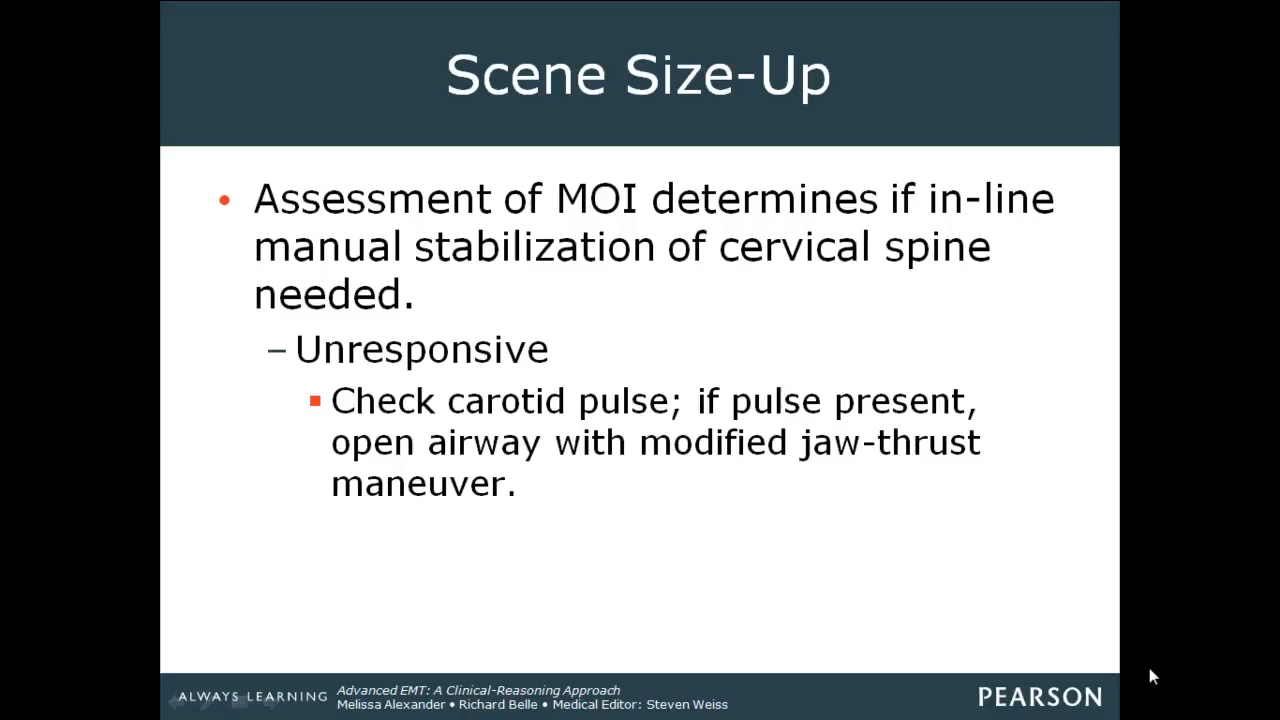 Scene Size-Up
• Assessment of MOI determines if in-line
manual stabilization of cervical spine
needed.
– Unresponsive
▪ Check carotid pulse; if pulse present,
open airway with modified jaw-thrust
maneuver.
ALWAYS LEARNING
Advanced EMT: A Clinical-Reasoning Approach
Melissa Alexander • Richard Belle • Medical Editor: Steven Weiss
PEARSON